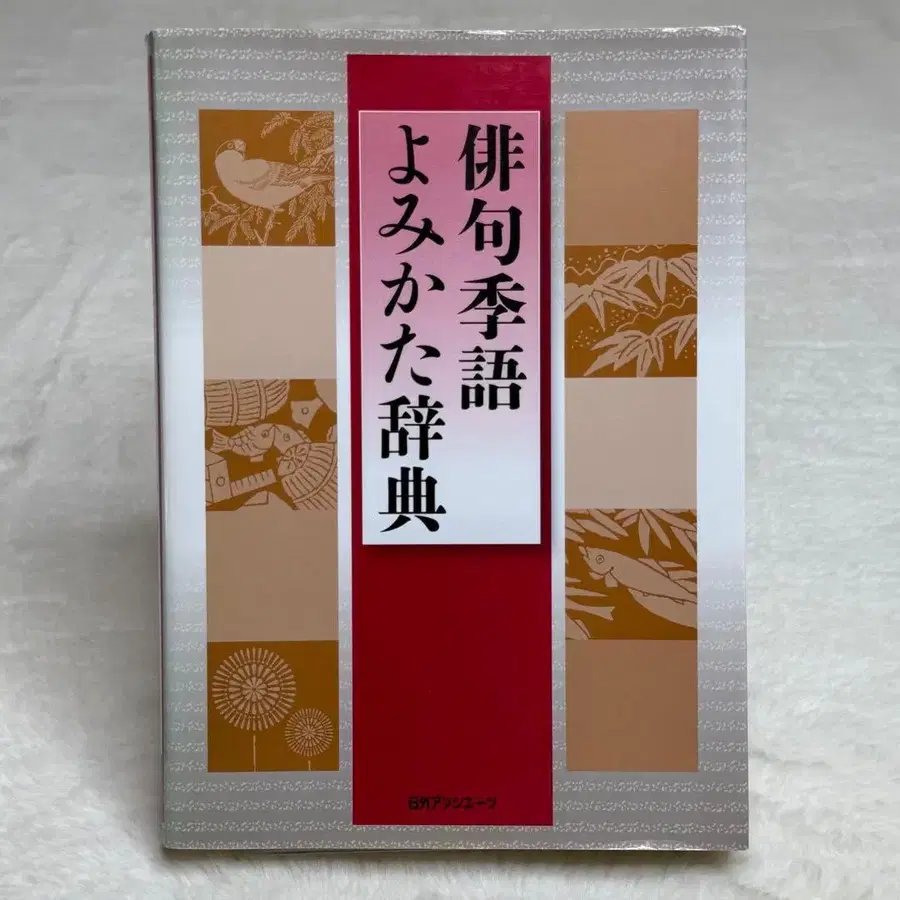 俳句季語
よみかた辞典
日外アソシエーツ